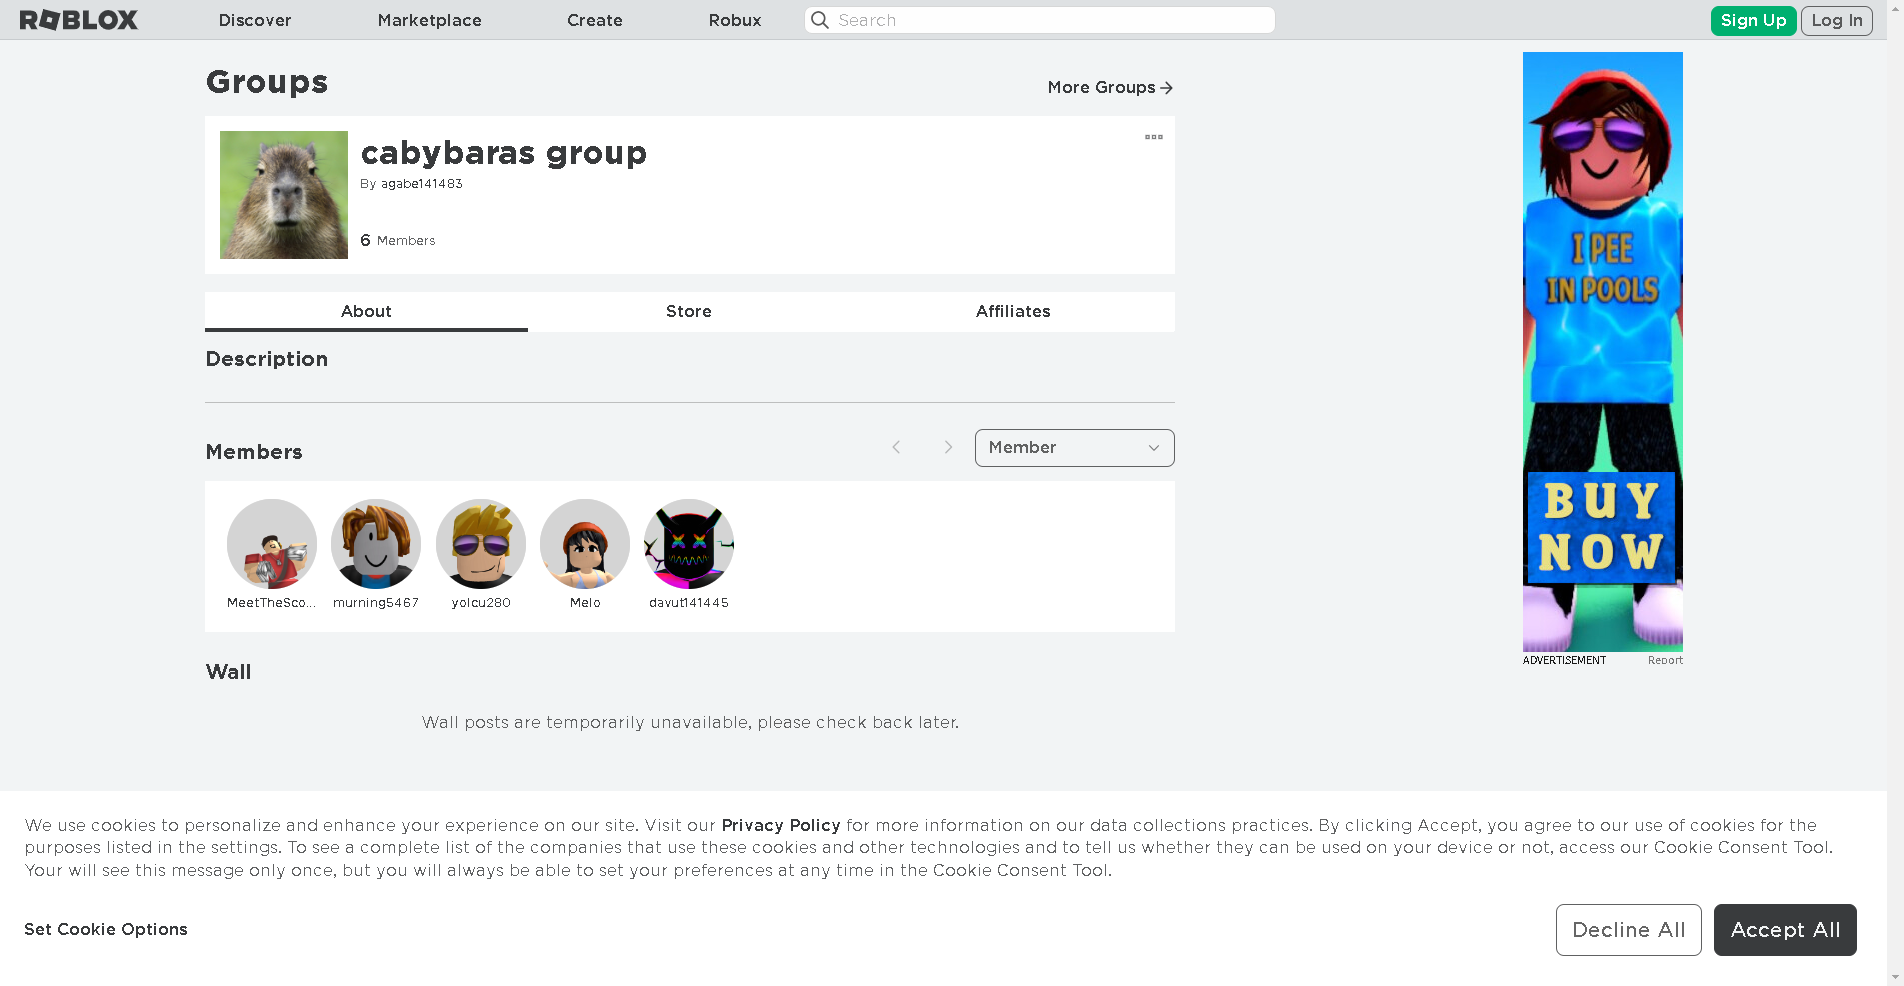 ROBLOX
Discover
Marketplace
Create
Robux
Search
Sign Up
Log In
Groups
More Groups
cabybaras group
By agabe141483
6 Members
About
Store
Affiliates
Description
Members
Member
MeetTheSco...
murning5467
yolcu280
Melo
davut141445
Wall
Wall posts are temporarily unavailable, please check back later.
I PEE
IN POOLS
BUY
NOW
ADVERTISEMENT
Report
We use cookies to personalize and enhance your experience on our site. Visit our Privacy Policy for more information on our data collections practices. By clicking Accept, you agree to our use of cookies for the
purposes listed in the settings. To see a complete list of the companies that use these cookies and other technologies and to tell us whether they can be used on your device or not, access our Cookie Consent Tool.
Your will see this message only once, but you will always be able to set your preferences at any time in the Cookie Consent Tool.
Set Cookie Options
Decline All
Accept All